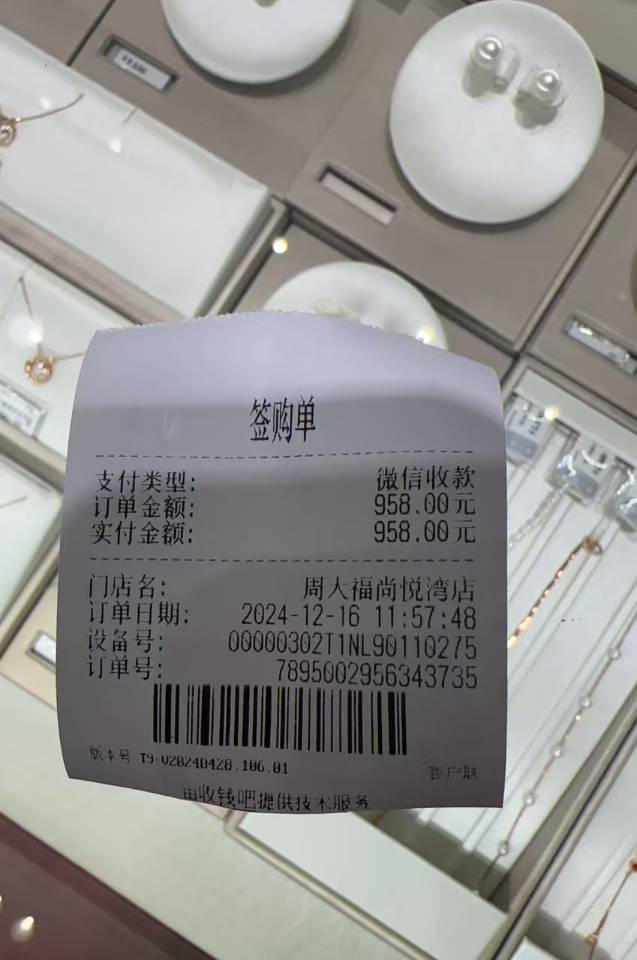 签购单
支付类型: 微信收款
订单金额: 958.00元
实付金额: 958.00元
门店名: 周大福尚悦湾店
订单日期: 2024-12-16 11:57:48
设备号: 00000302T1NL90110275
订单号: 7895002956343735
版本号 T9-V20240428.106.01
客户联
由收钱吧提供技术服务